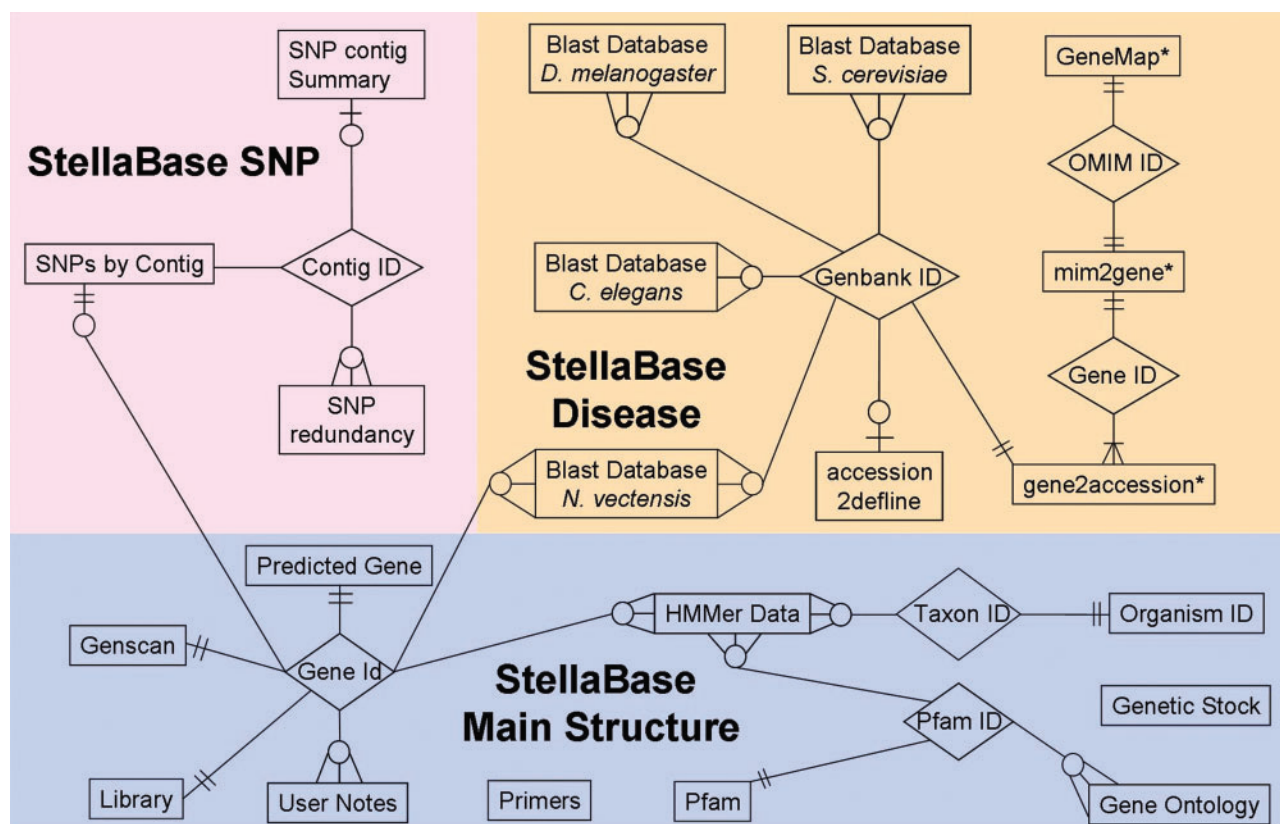 SNP contig
Summary
StellaBase SNP
SNPs by Contig
Contig ID
SNP
redundancy
Blast Database
D. melanogaster
Blast Database
S. cerevisiae
GeneMap*
OMIM ID
Blast Database
C. elegans
Genbank ID
mim2gene*
StellaBase
Disease
Gene ID
Blast Database
N. vectensis
accession
2defline
gene2accession*
Predicted Gene
Genscan
Gene Id
HMMer Data
Taxon ID
Organism ID
StellaBase
Main Structure
Pfam ID
Genetic Stock
Library
User Notes
Primers
Pfam
Gene Ontology